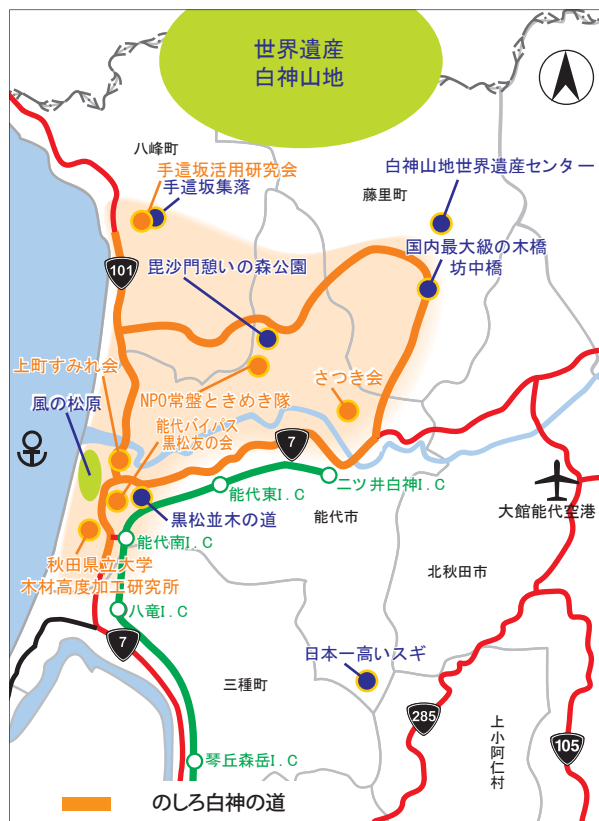 世界遺産
白神山地
八峰町
手這坂活用研究会
手這坂集落
白神山地世界遺産センター
藤里町
国内最大級の木橋
坊中橋
101
毘沙門憩いの森公園
上町すみれ会
さつき会
NPO常盤ときめき隊
風の松原
能代バイパス
黒松友の会
7
二ツ井白神I.C
能代東I.C
黒松並木の道
能代市
大館能代空港
能代南I.C
秋田県立大学
木材高度加工研究所
北秋田市
八竜I.C
7
日本一高いスギ
三種町
285
上小阿仁村
105
琴丘森岳I.C
のしろ白神の道